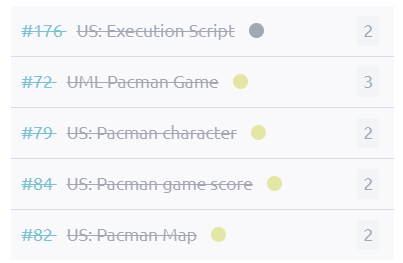 #176 US: Execution Script 2
#72 UML Pacman Game 3
#79 US: Pacman character 2
#84 US: Pacman game score 2
#82 US: Pacman Map 2